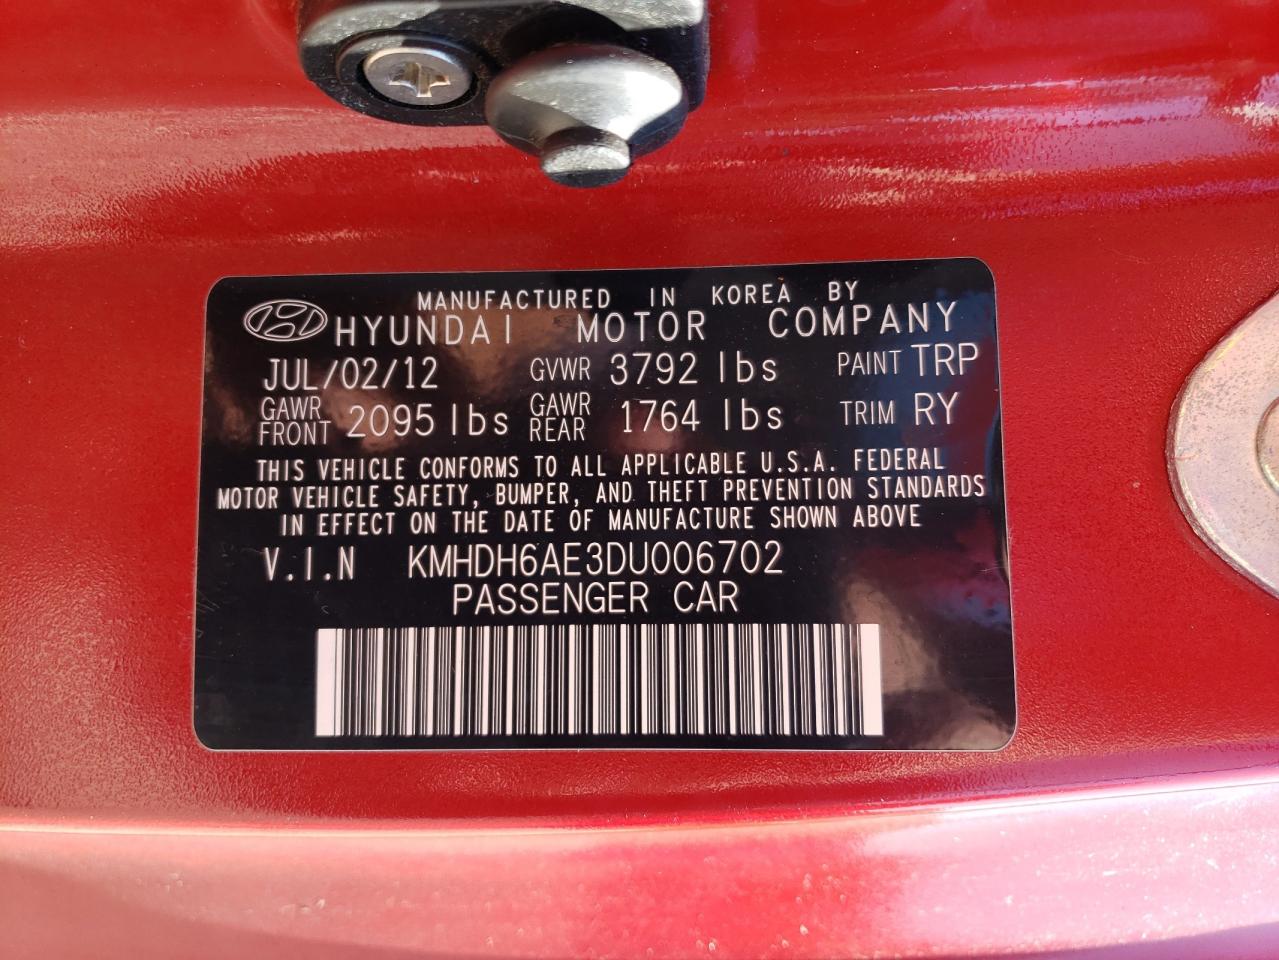 MANUFACTURED IN KOREA BY
HYUNDAI MOTOR COMPANY
JUL/02/12 GVWR 3792 lbs PAINT TRP
GAWR FRONT 2095 lbs GAWR REAR 1764 lbs TRIM RY
THIS VEHICLE CONFORMS TO ALL APPLICABLE U.S.A. FEDERAL
MOTOR VEHICLE SAFETY, BUMPER, AND THEFT PREVENTION STANDARDS
IN EFFECT ON THE DATE OF MANUFACTURE SHOWN ABOVE
V.I.N KMHDH6AE3DU006702
PASSENGER CAR